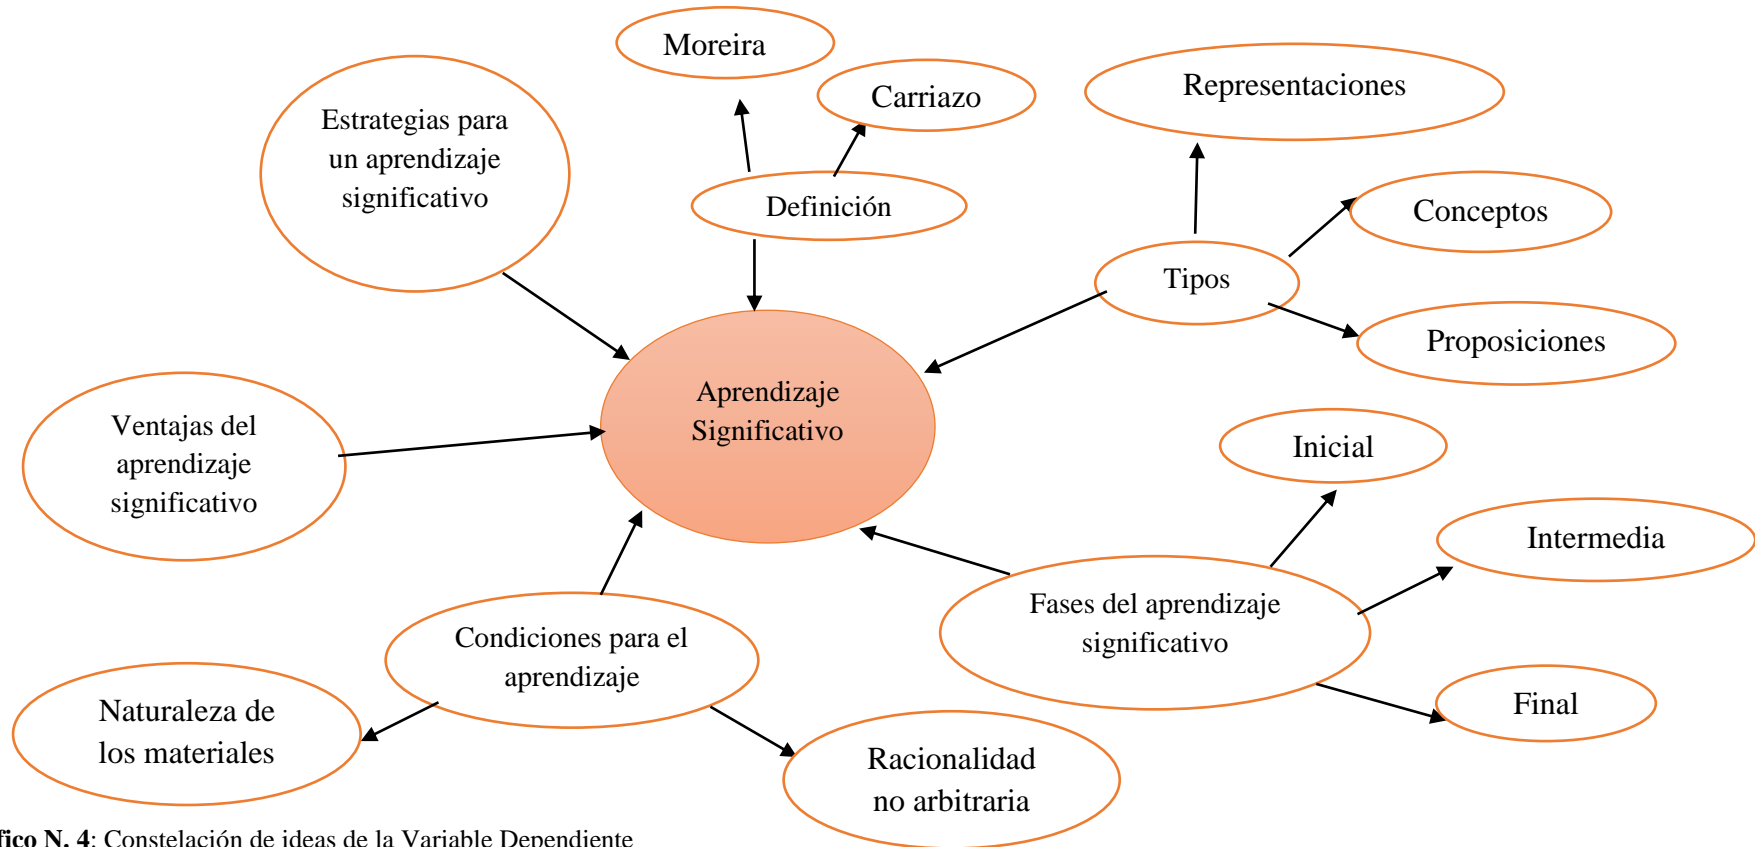 Moreira
Carriazo
Representaciones
Estrategias para
un aprendizaje
significativo
Definición
Conceptos
Tipos
Proposiciones
Aprendizaje
Significativo
Ventajas del
aprendizaje
significativo
Inicial
Intermedia
Fases del aprendizaje
significativo
Condiciones para el
aprendizaje
Final
Naturaleza de
los materiales
Racionalidad
no arbitraria
fico N. 4: Constelación de ideas de la Variable Dependiente